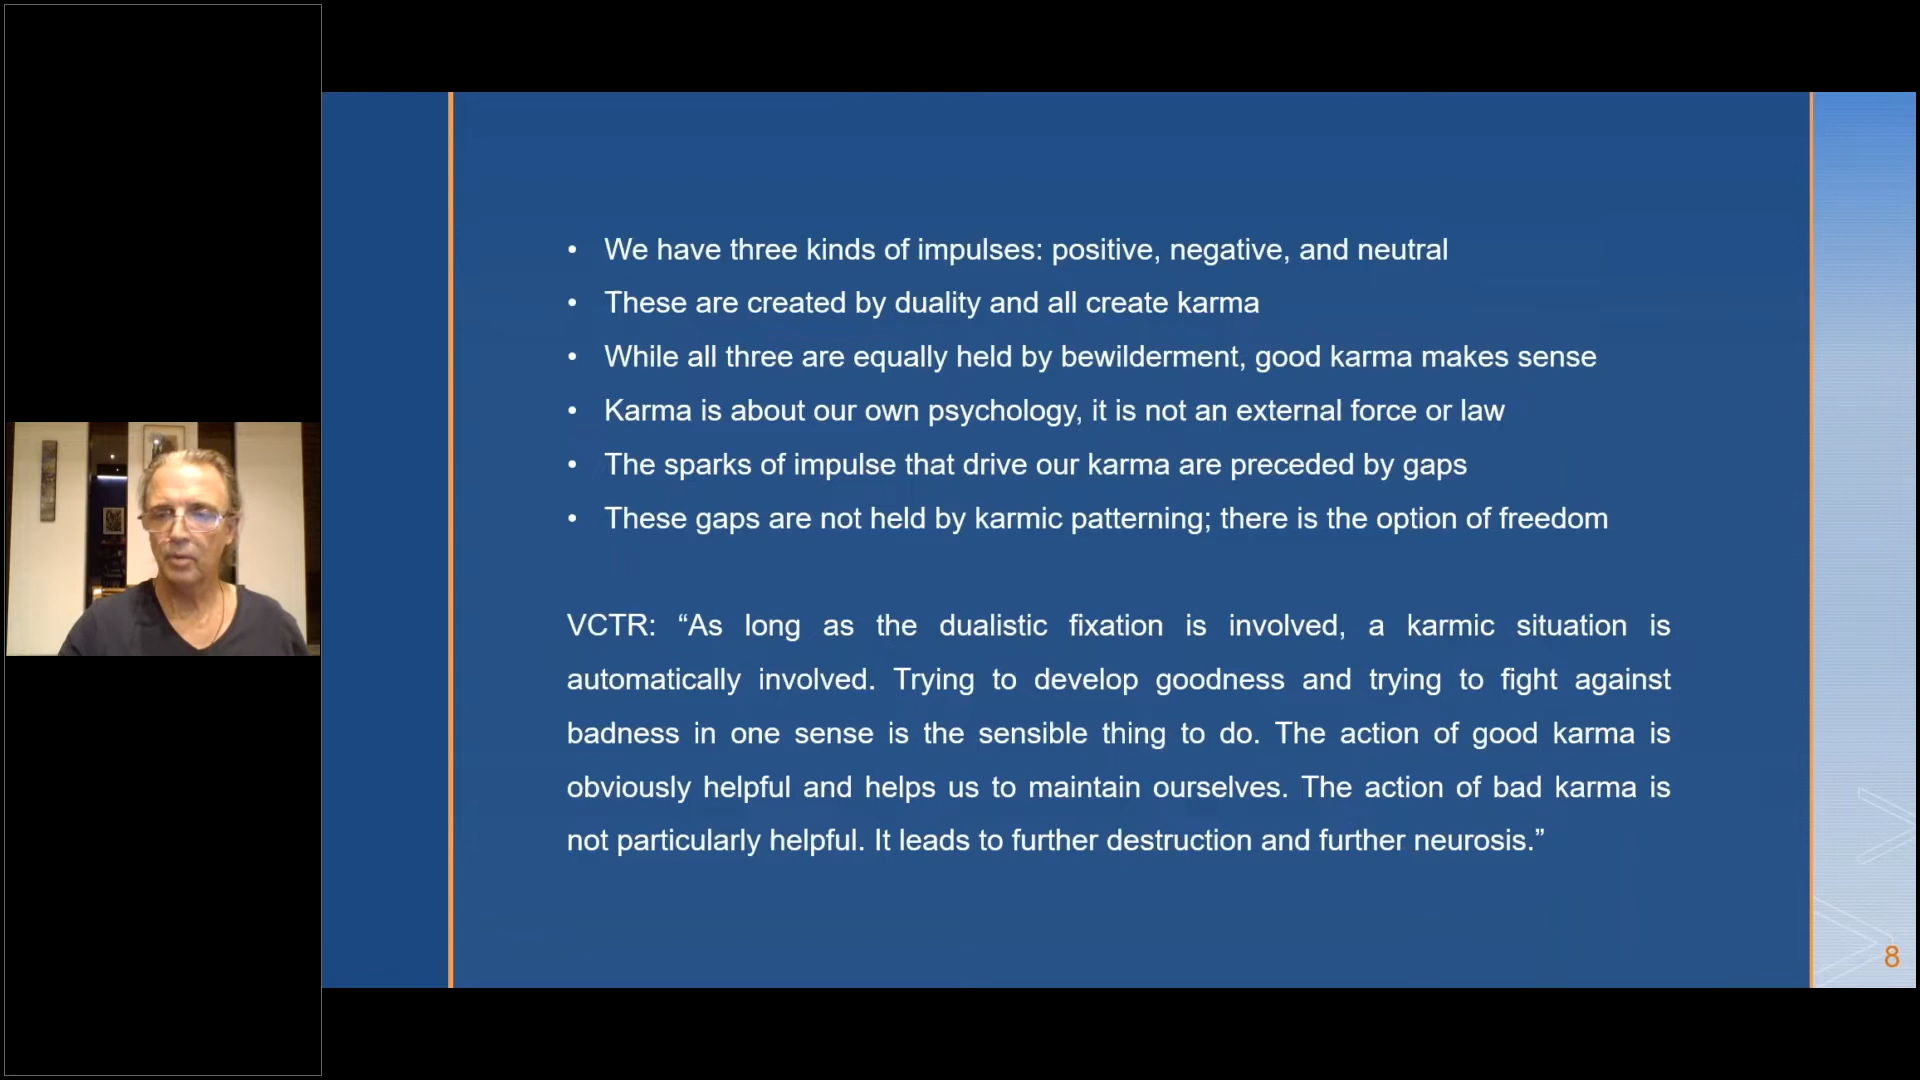 • We have three kinds of impulses: positive, negative, and neutral
• These are created by duality and all create karma
• While all three are equally held by bewilderment, good karma makes sense
• Karma is about our own psychology, it is not an external force or law
• The sparks of impulse that drive our karma are preceded by gaps
• These gaps are not held by karmic patterning; there is the option of freedom
VCTR: “As long as the dualistic fixation is involved, a karmic situation is
automatically involved. Trying to develop goodness and trying to fight against
badness in one sense is the sensible thing to do. The action of good karma is
obviously helpful and helps us to maintain ourselves. The action of bad karma is
not particularly helpful. It leads to further destruction and further neurosis.”
8